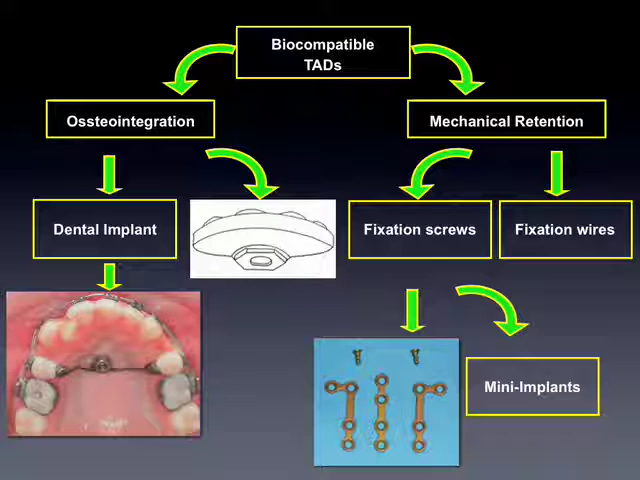 Biocompatible
TADs
Ossteointegration
Mechanical Retention
Dental Implant
Fixation screws
Fixation wires
Mini-Implants